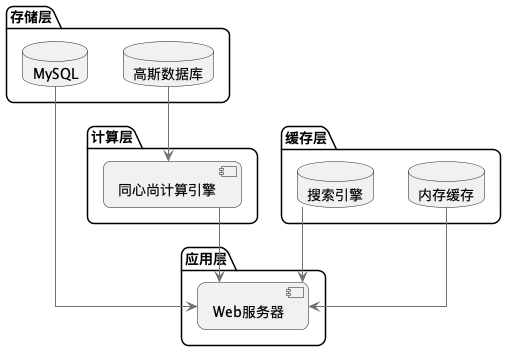 存储层
MySQL
高斯数据库
计算层
缓存层
同心尚计算引擎
搜索引擎
内存缓存
应用层
Web服务器